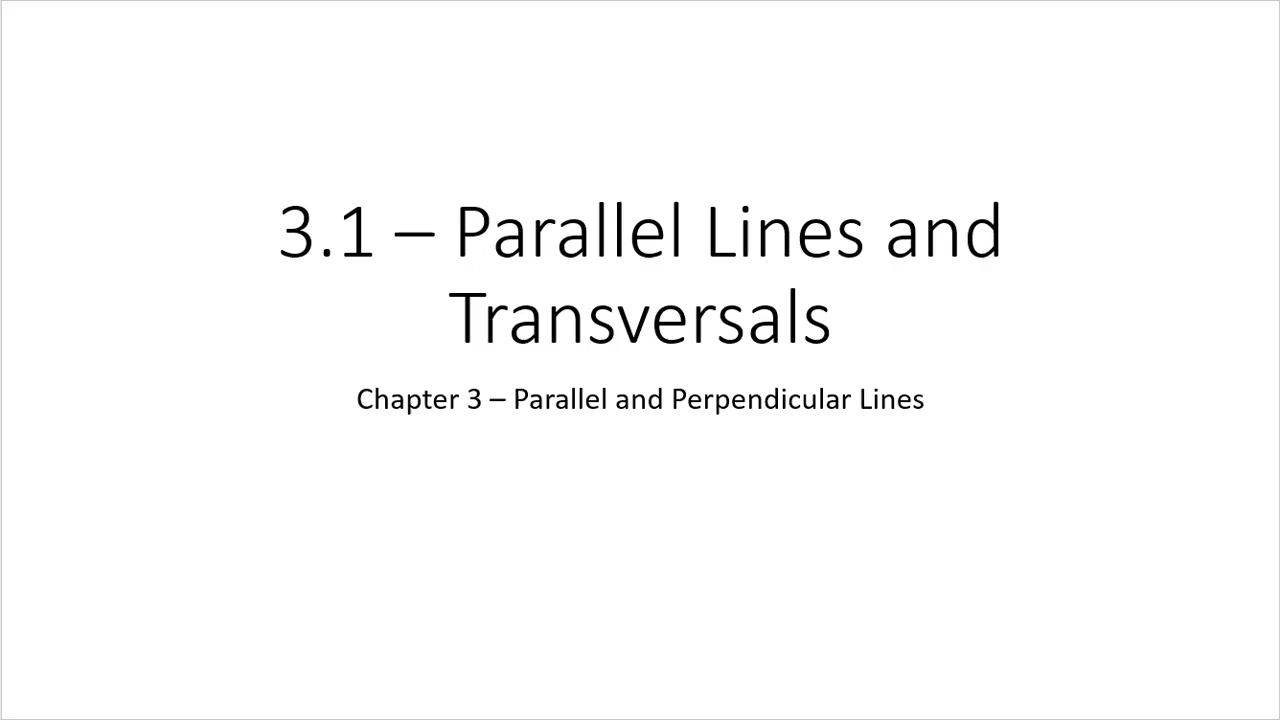 3.1 – Parallel Lines and
Transversals
Chapter 3 – Parallel and Perpendicular Lines